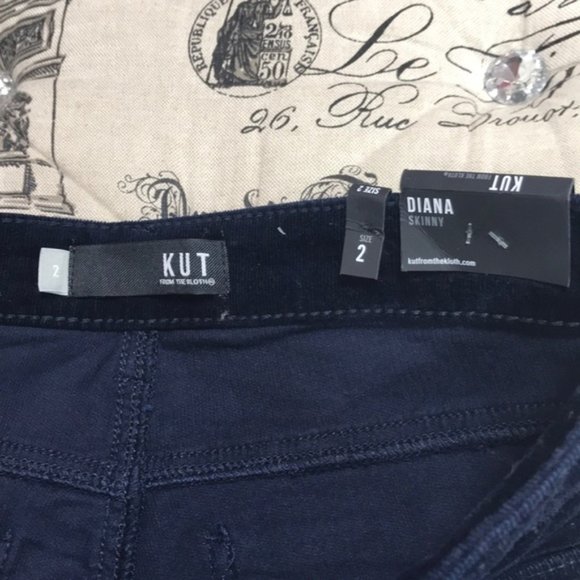 REPUBLIQUE FRANÇAISE
50
Le
26, Rue Drouot,
2
KUT
FROM THE KLOTH
SIZE 2
SIZE
2
KUT
FROM THE KLOTH
DIANA
SKINNY
kutfromthekloth.com